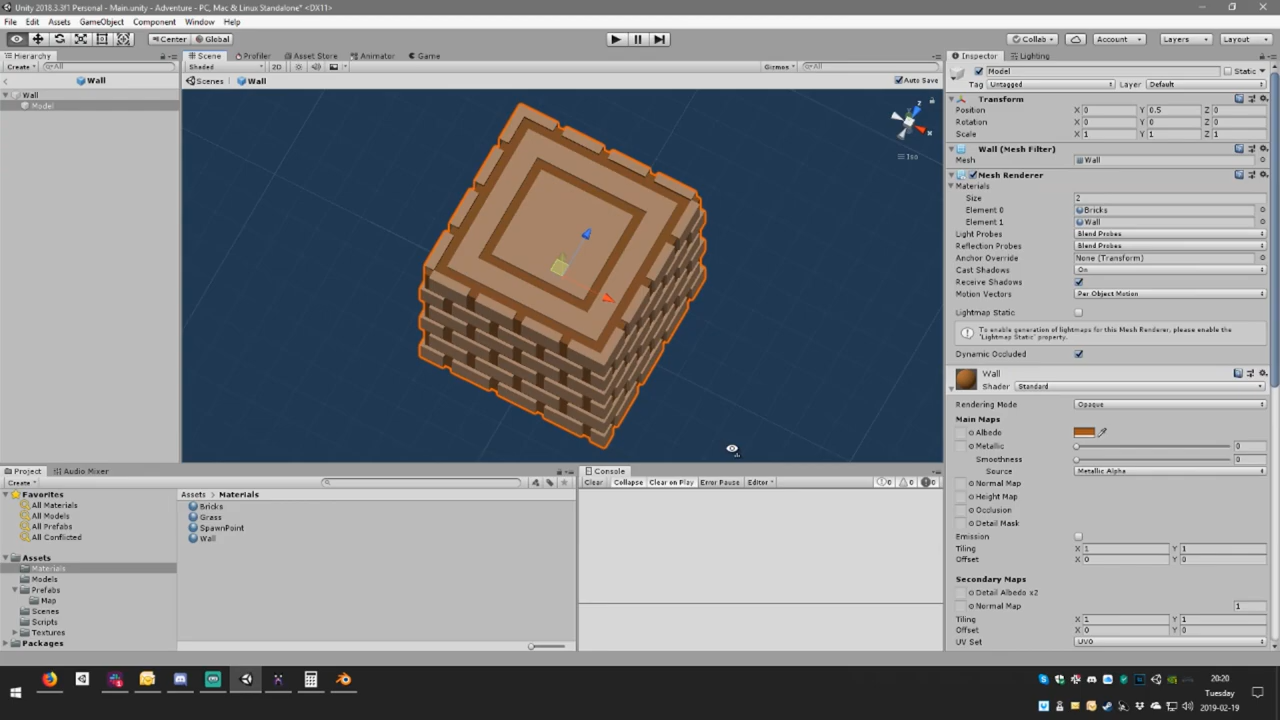 Unity 2018.3.3f1 Personal - Main.unity - Adventure - PC, Mac & Linux Standalone* <DX11>
File Edit Assets GameObject Component Window Help
Center Global Collab Account Layers Layout
Hierarchy Scene Profiler Asset Store Animator Game Inspector Lighting
Create All Shaded 2D Gizmos All Model Static
Wall Scenes Wall Auto Save Tag Untagged Layer Default
Wall
Model
z
x
Iso
Transform
Position X 0 Y 0.5 Z 0
Rotation X 0 Y 0 Z 0
Scale X 1 Y 1 Z 1
Wall (Mesh Filter)
Mesh Wall
Mesh Renderer
Materials
Size 2
Element 0 Bricks
Element 1 Wall
Light Probes Blend Probes
Reflection Probes Blend Probes
Anchor Override None (Transform)
Cast Shadows On
Receive Shadows
Motion Vectors Per Object Motion
Lightmap Static
To enable generation of lightmaps for this Mesh Renderer, please enable the
'Lightmap Static' property.
Dynamic Occluded
Wall
Shader Standard
Rendering Mode Opaque
Main Maps
Albedo
Metallic 0
Smoothness 0
Source Metallic Alpha
Normal Map
Height Map
Occlusion
Detail Mask
Emission
Tiling X 1 Y 1
Offset X 0 Y 0
Secondary Maps
Detail Albedo x2
Normal Map 1
Tiling X 1 Y 1
Offset X 0 Y 0
UV Set UV0
Project Audio Mixer Console
Create Clear Collapse Clear on Play Error Pause Editor 0 0 0
Favorites Assets Materials
All Materials Bricks
All Models Grass
All Prefabs SpawnPoint
All Conflicted Wall
Assets
Materials
Models
Prefabs
Map
Scenes
Scripts
Textures
Packages
20:20
Tuesday
2019-02-19